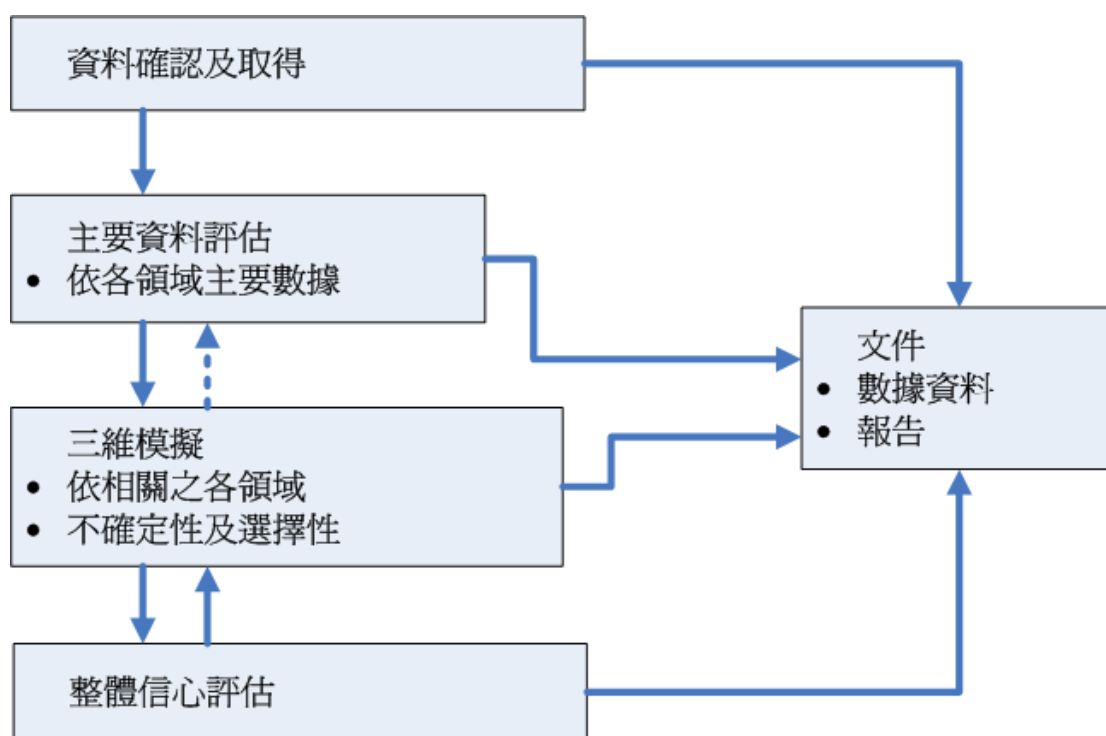 資料確認及取得
主要資料評估
• 依各領域主要數據
三維模擬
• 依相關之各領域
• 不確定性及選擇性
整體信心評估
文件
• 數據資料
• 報告